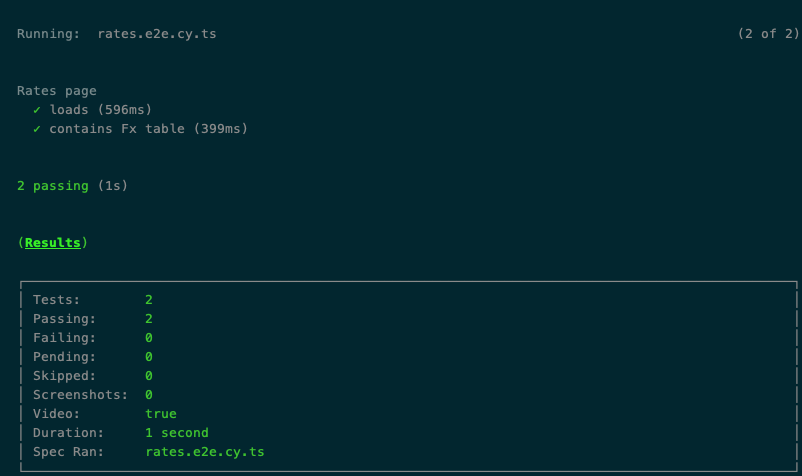 Running:  rates.e2e.cy.ts (2 of 2)
Rates page
✓ loads (596ms)
✓ contains Fx table (399ms)
2 passing (1s)
(Results)
Tests: 2
Passing: 2
Failing: 0
Pending: 0
Skipped: 0
Screenshots: 0
Video: true
Duration: 1 second
Spec Ran: rates.e2e.cy.ts